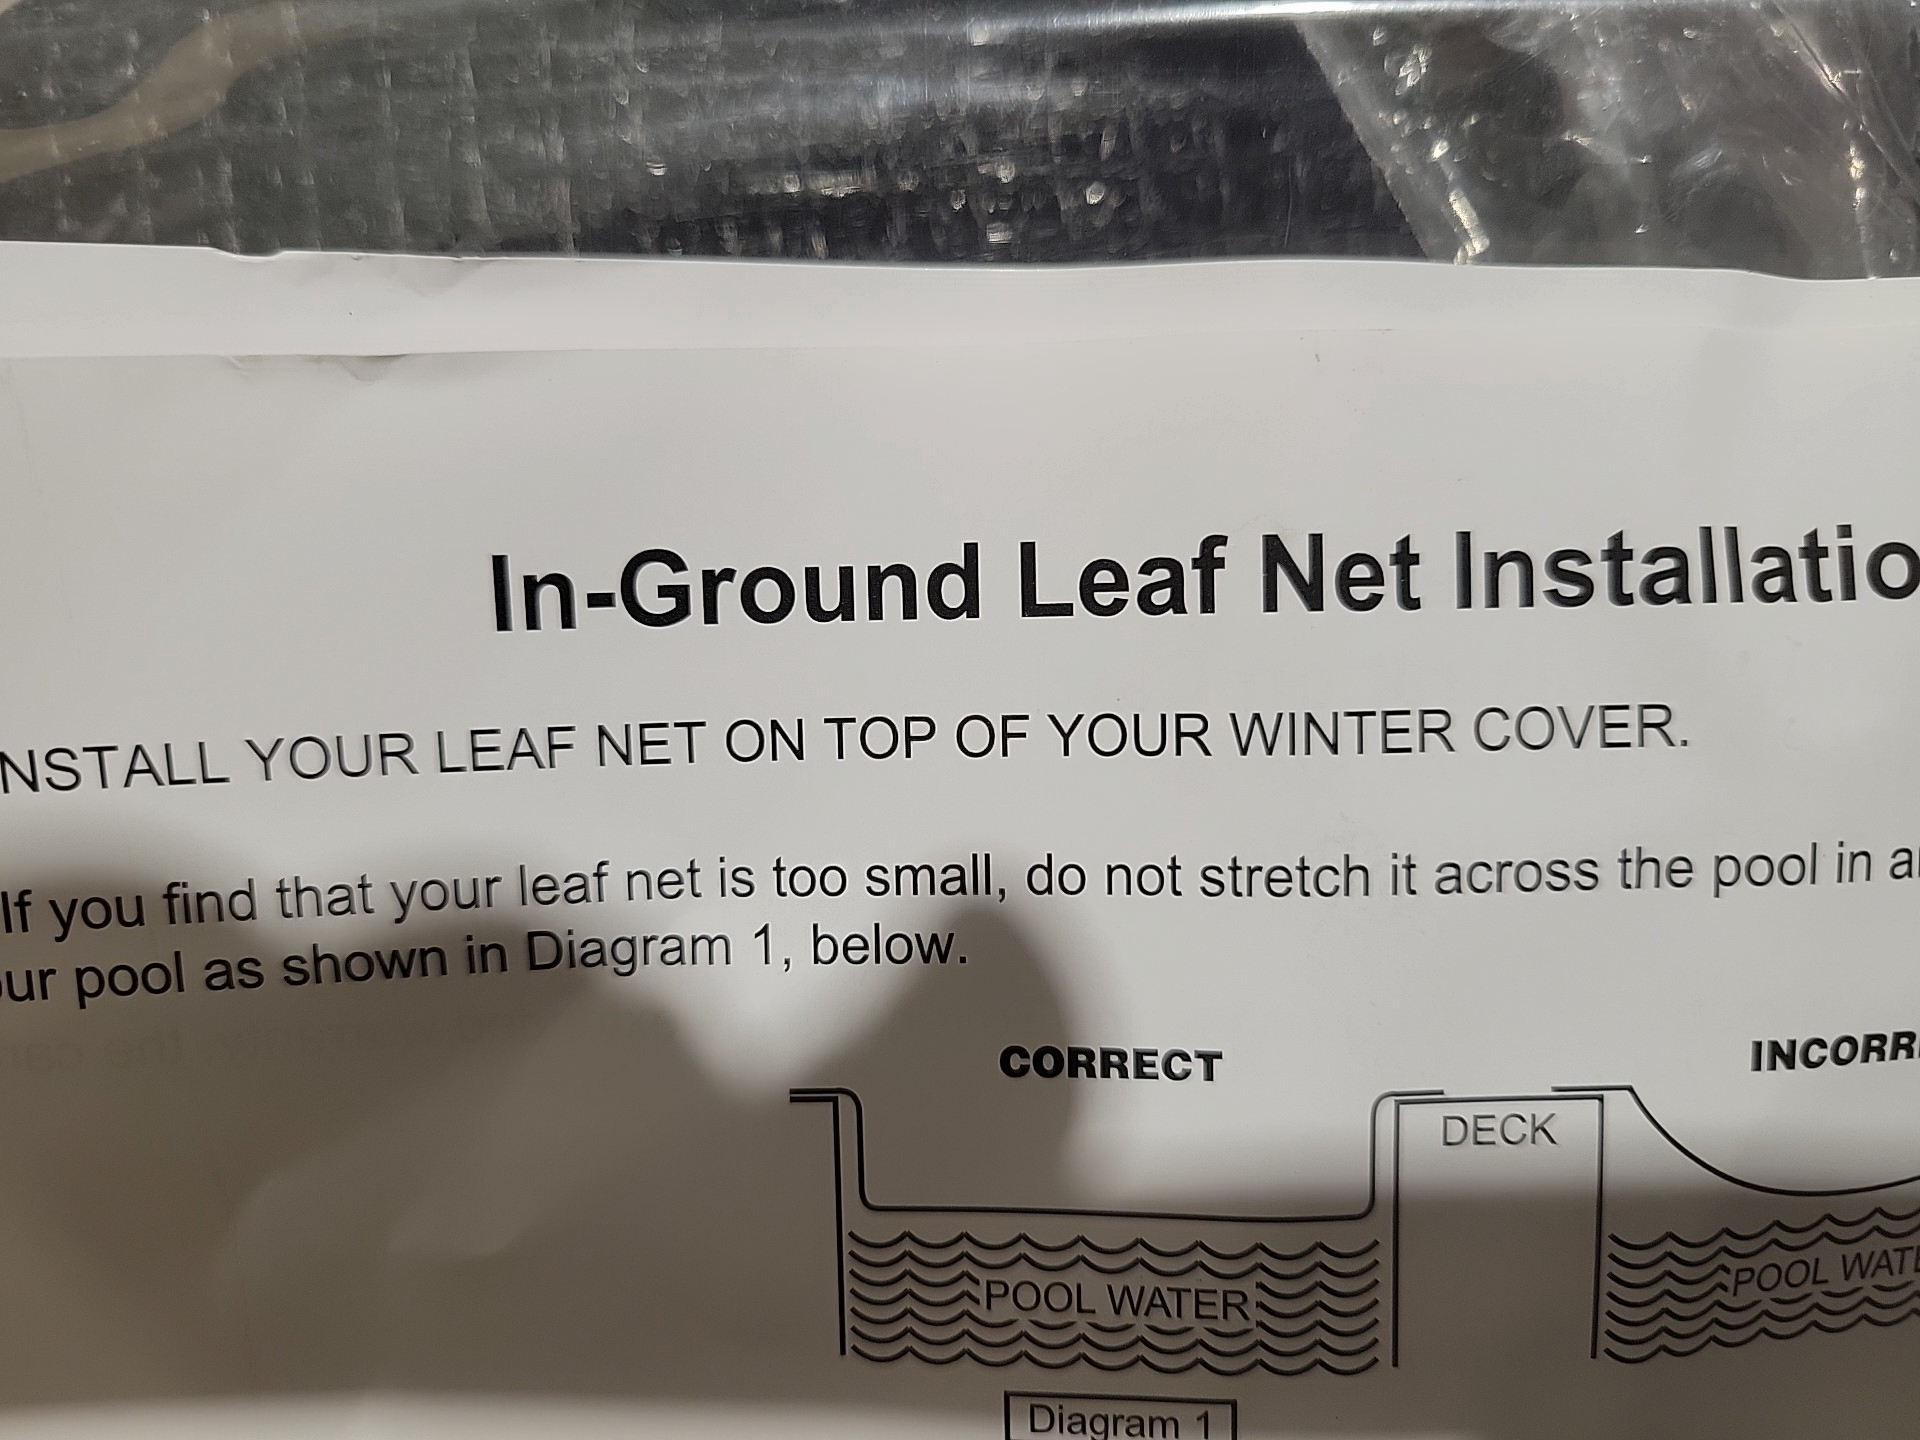 In-Ground Leaf Net Installatio
NSTALL YOUR LEAF NET ON TOP OF YOUR WINTER COVER.
If you find that your leaf net is too small, do not stretch it across the pool in a
ur pool as shown in Diagram 1, below.
CORRECT
INCORR
DECK
POOL WATER
POOL WAT
Diagram 1